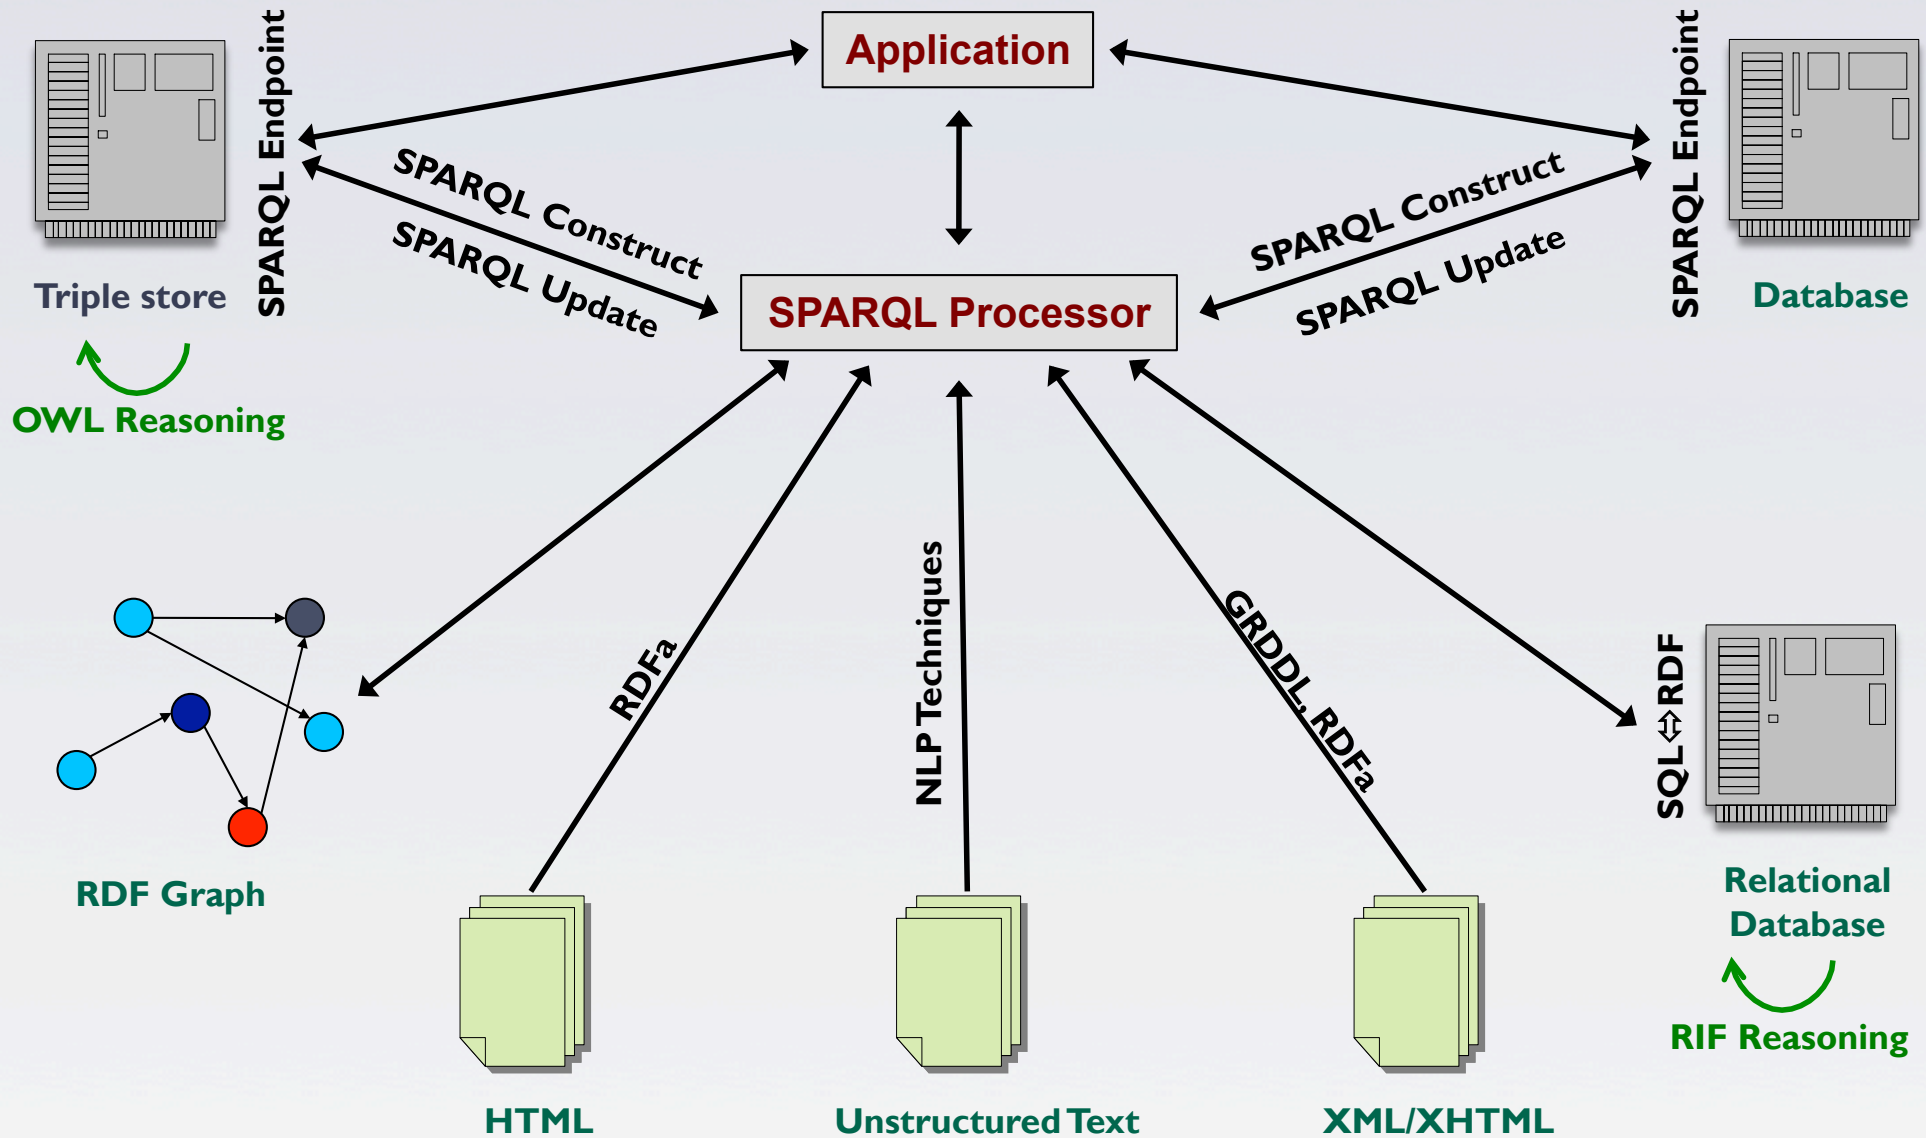 Application
SPARQL Endpoint
SPARQL Endpoint
SPARQL Construct
SPARQL Update
SPARQL Construct
SPARQL Update
Triple store
SPARQL Processor
Database
OWL Reasoning
RDFa
NLP Techniques
GRDDL, RDFa
SQL⇔RDF
RDF Graph
Relational
Database
RIF Reasoning
HTML
Unstructured Text
XML/XHTML